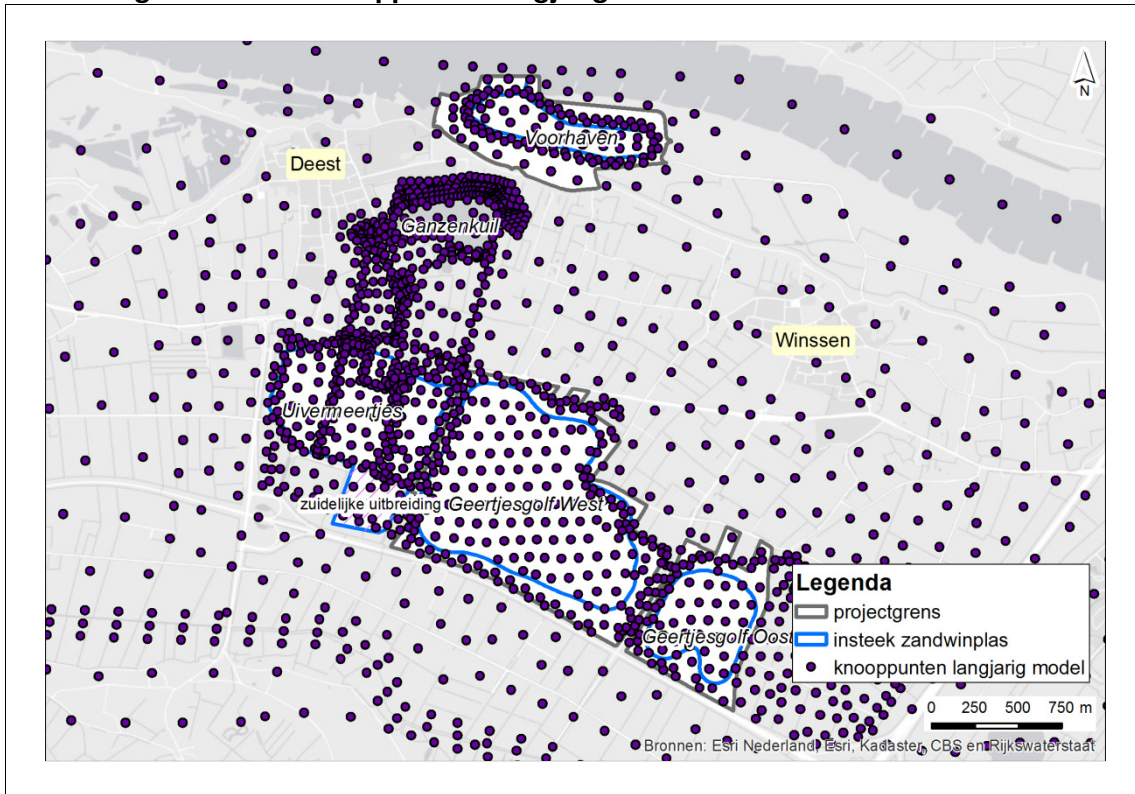 N
Voorhaven
Deest
Ganzenkuil
Winssen
Uivermeertjes
zuidelijke uitbreiding
Geertjesgolf West
Legenda
projectgrens
Geertjesgolf Oost
insteek zandwinplas
knooppunten langjarig model
0 250 500 750 m
Bronnen: Esri Nederland, Esri, Kadaster, CBS en Rijkswaterstaat